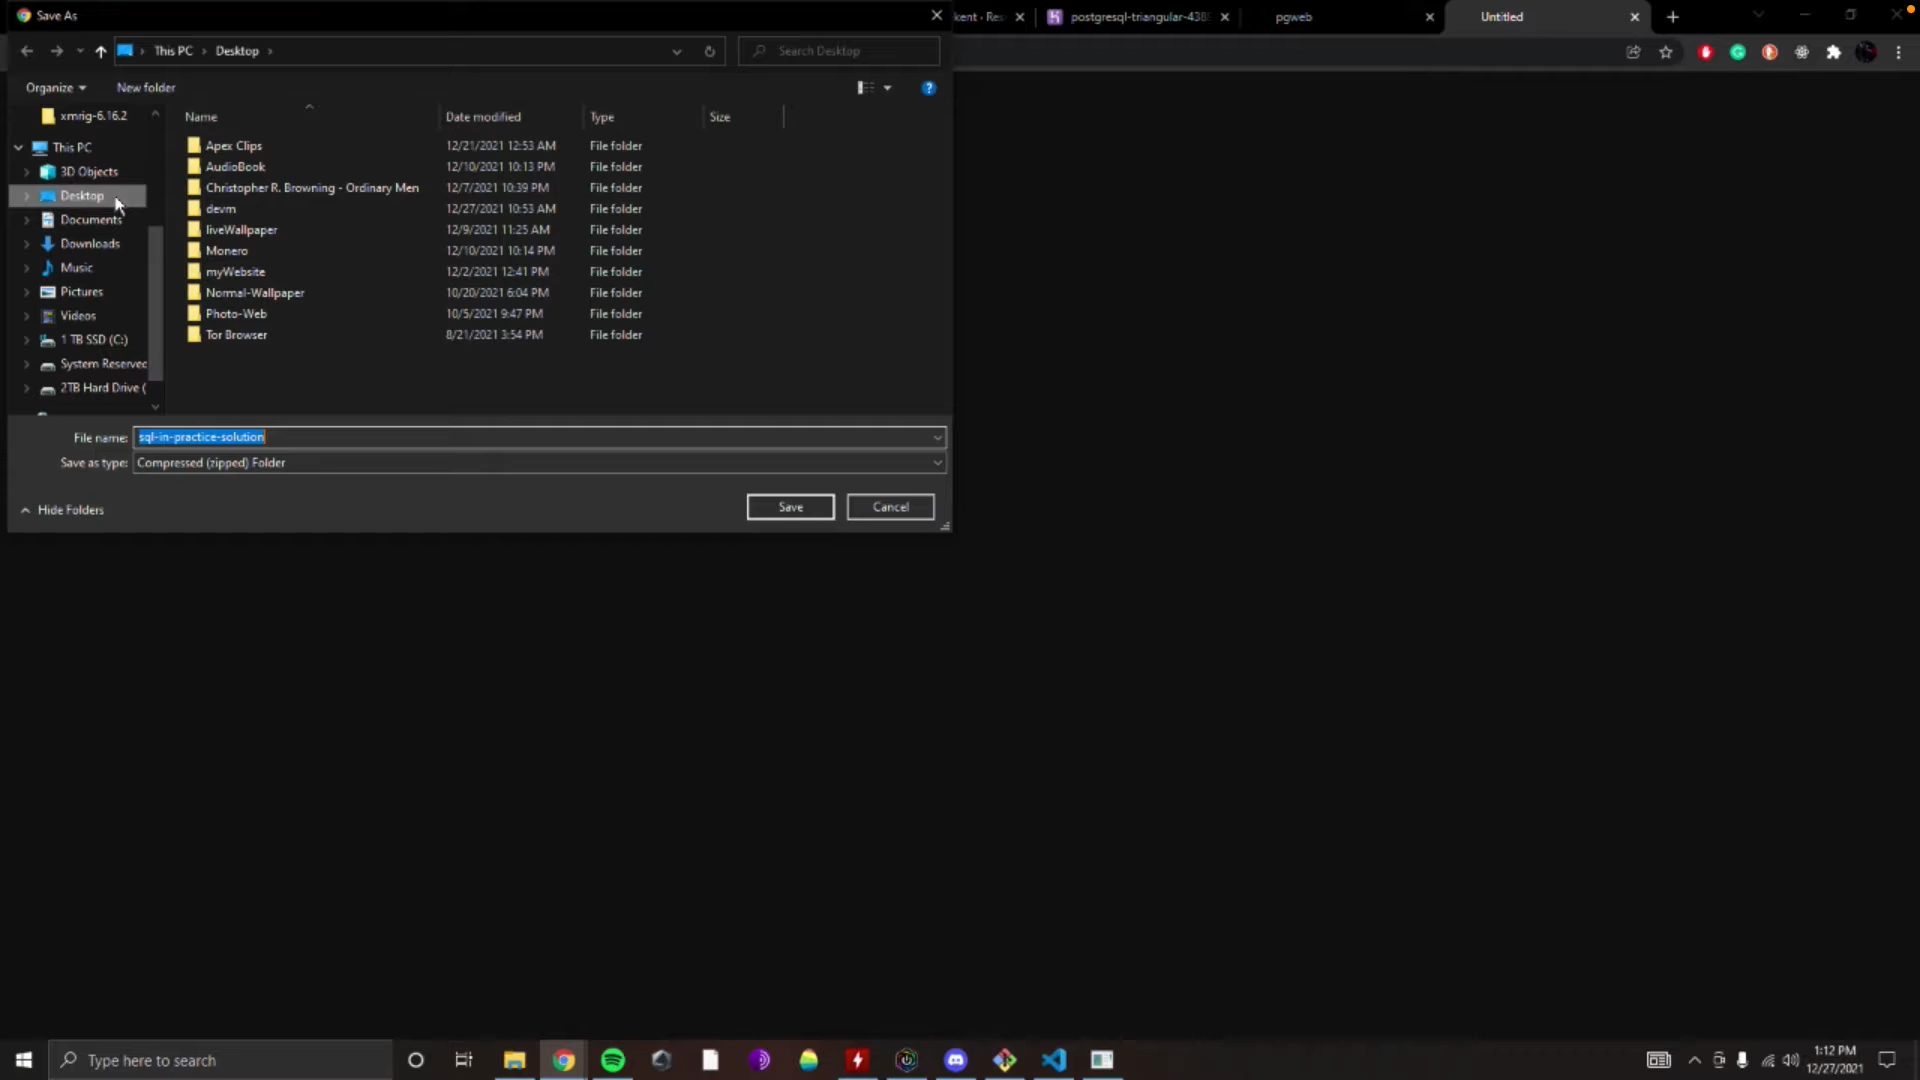 Save As
kent - Res
postgresql-triangular-438
pgweb
Untitled
This PC
Desktop
Search Desktop
Organize
New folder
Name
Date modified
Type
Size
xmrig-6.16.2
This PC
3D Objects
Desktop
Documents
Downloads
Music
Pictures
Videos
1 TB SSD (C:)
System Reserved
2TB Hard Drive (
Apex Clips 12/21/2021 12:53 AM File folder
AudioBook 12/10/2021 10:13 PM File folder
Christopher R. Browning - Ordinary Men 12/7/2021 10:39 PM File folder
devm 12/27/2021 10:53 AM File folder
liveWallpaper 12/9/2021 11:25 AM File folder
Monero 12/10/2021 10:14 PM File folder
myWebsite 12/2/2021 12:41 PM File folder
Normal-Wallpaper 10/20/2021 6:04 PM File folder
Photo-Web 10/5/2021 9:47 PM File folder
Tor Browser 8/21/2021 3:54 PM File folder
File name: sql-in-practice-solution
Save as type: Compressed (zipped) Folder
Hide Folders
Save
Cancel
Type here to search
1:12 PM
12/27/2021